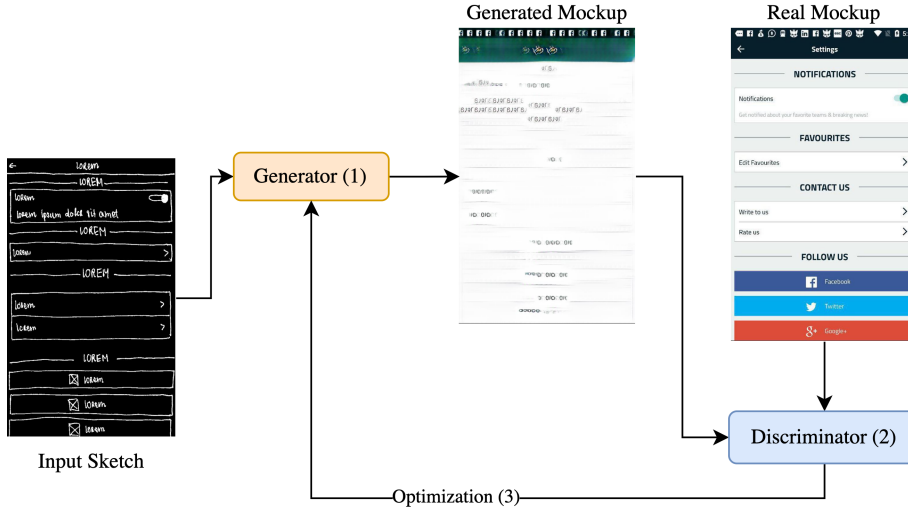 Generated Mockup
Real Mockup
Settings
NOTIFICATIONS
Notifications
Get notified about your favorite teams & breaking news!
FAVOURITES
Edit Favourites
CONTACT US
Write to us
Rate us
FOLLOW US
Facebook
Twitter
Google+
lorem
LOREM
lorem
lorem ipsum dolor sit amet
LOREM
lorem
LOREM
lorem
lorem
LOREM
lorem
lorem
lorem
Input Sketch
Generator (1)
Discriminator (2)
Optimization (3)